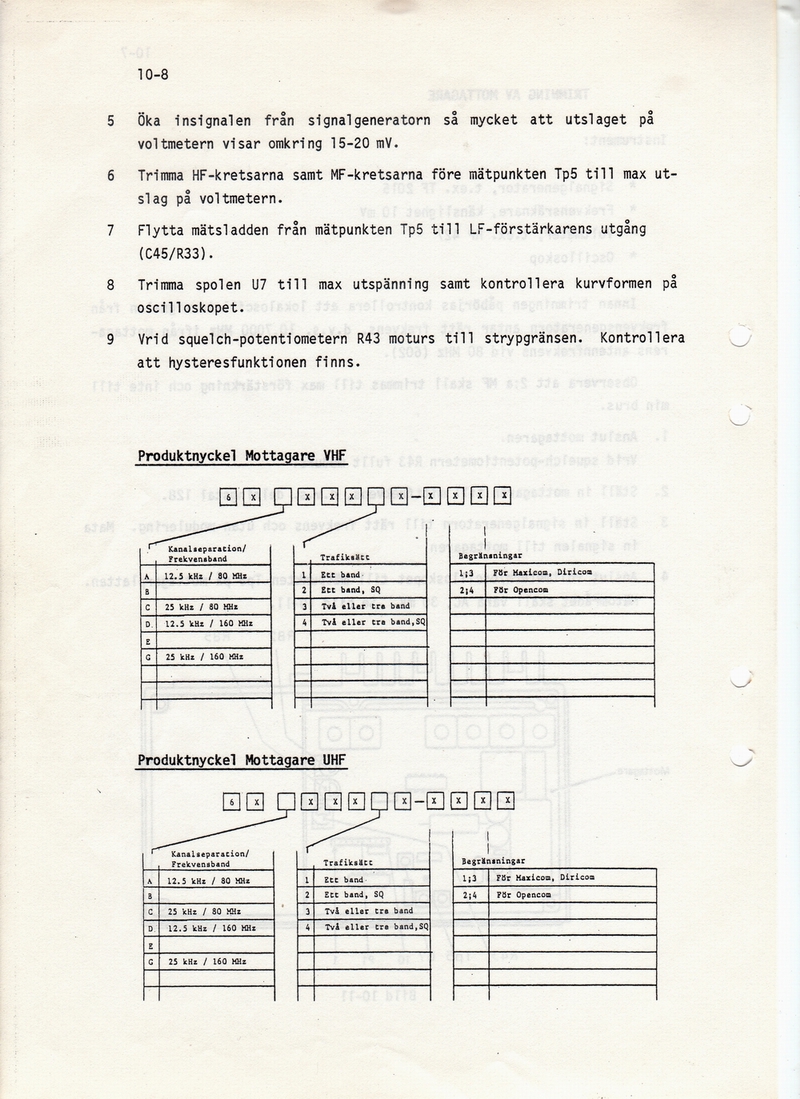 10-8
5 Öka insignalen från signalgeneratorn så mycket att utslaget på
voltmetern visar omkring 15-20 mV.
6 Trimma HF-kretsarna samt MF-kretsarna före mätpunkten Tp5 till max ut-
slag på voltmetern.
7 Flytta mätsladden från mätpunkten Tp5 till LF-förstärkarens utgång
(C45/R33).
8 Trimma spolen U7 till max utspänning samt kontrollera kurvformen på
oscilloskopet.
9 Vrid squelch-potentiometern R43 moturs till strypgränsen. Kontrollera
att hysteresfunktionen finns.
Produktnyckel Mottagare VHF
6 X X X X X - X X X X
Kanalseparation/
Frekvensband
A 12.5 kHz / 80 MHz
B
C 25 kHz / 80 MHz
D 12.5 kHz / 160 MHz
E
G 25 kHz / 160 MHz
Trafiksätt
1 Ett band
2 Ett band, SQ
3 Två eller tre band
4 Två eller tre band,SQ
Begränsningar
1;3 För Maxicom, Diricom
2;4 För Opencom
Produktnyckel Mottagare UHF
6 X X X X X - X X X X
Kanalseparation/
Frekvensband
A 12.5 kHz / 80 MHz
B
C 25 kHz / 80 MHz
D 12.5 kHz / 160 MHz
E
G 25 kHz / 160 MHz
Trafiksätt
1 Ett band
2 Ett band, SQ
3 Två eller tre band
4 Två eller tre band,SQ
Begränsningar
1;3 För Maxicom, Diricom
2;4 För Opencom